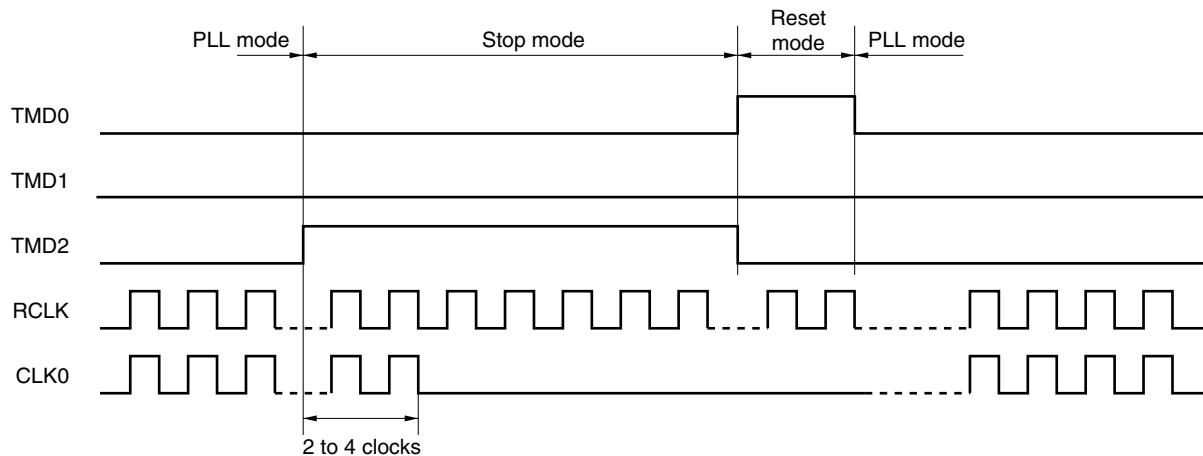 PLL mode
Stop mode
Reset
mode
PLL mode
TMD0
TMD1
TMD2
RCLK
CLK0
2 to 4 clocks